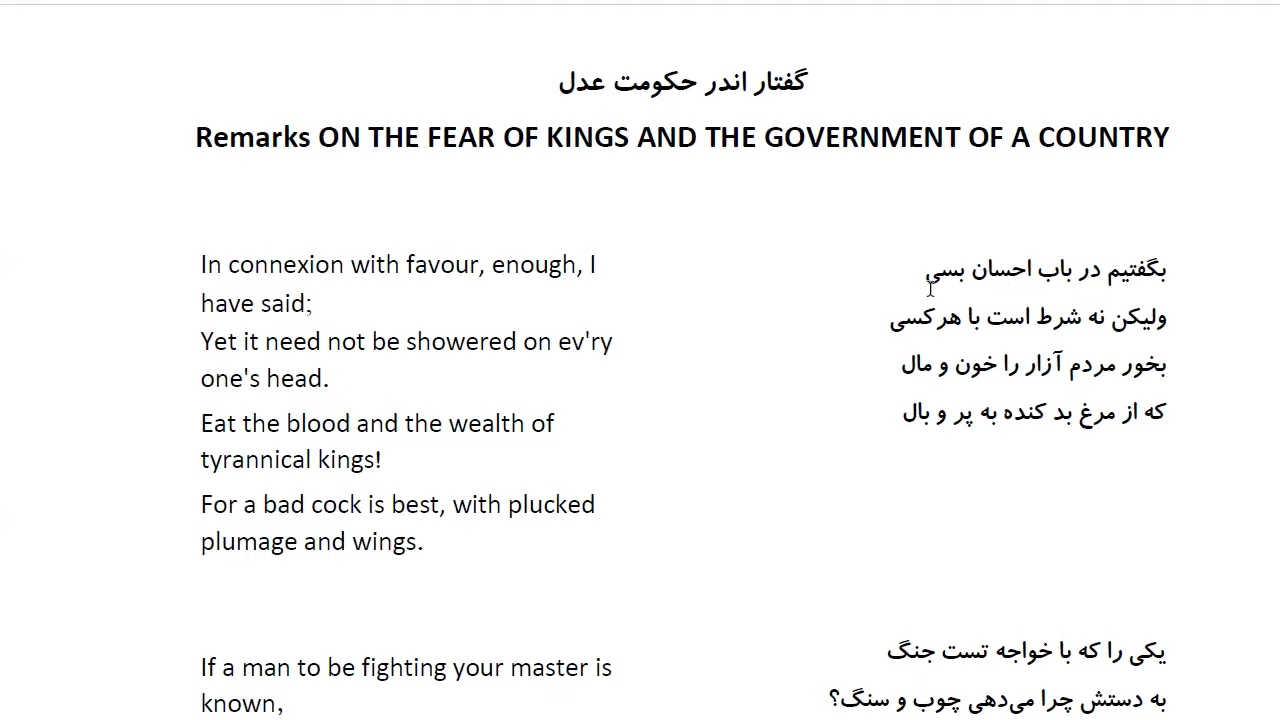 گفتار اندر حکومت عدل
Remarks ON THE FEAR OF KINGS AND THE GOVERNMENT OF A COUNTRY
In connexion with favour, enough, I
have said;
Yet it need not be showered on ev'ry
one's head.
Eat the blood and the wealth of
tyrannical kings!
For a bad cock is best, with plucked
plumage and wings.
If a man to be fighting your master is
known,
بگفتیم در باب احسان بسی
ولیکن نه شرط است با هرکسی
بخور مردم آزار را خون و مال
که از مرغ بد کنده به پر و بال
یکی را که با خواجه تست جنگ
به دستش چرا می‌دهی چوب و سنگ؟